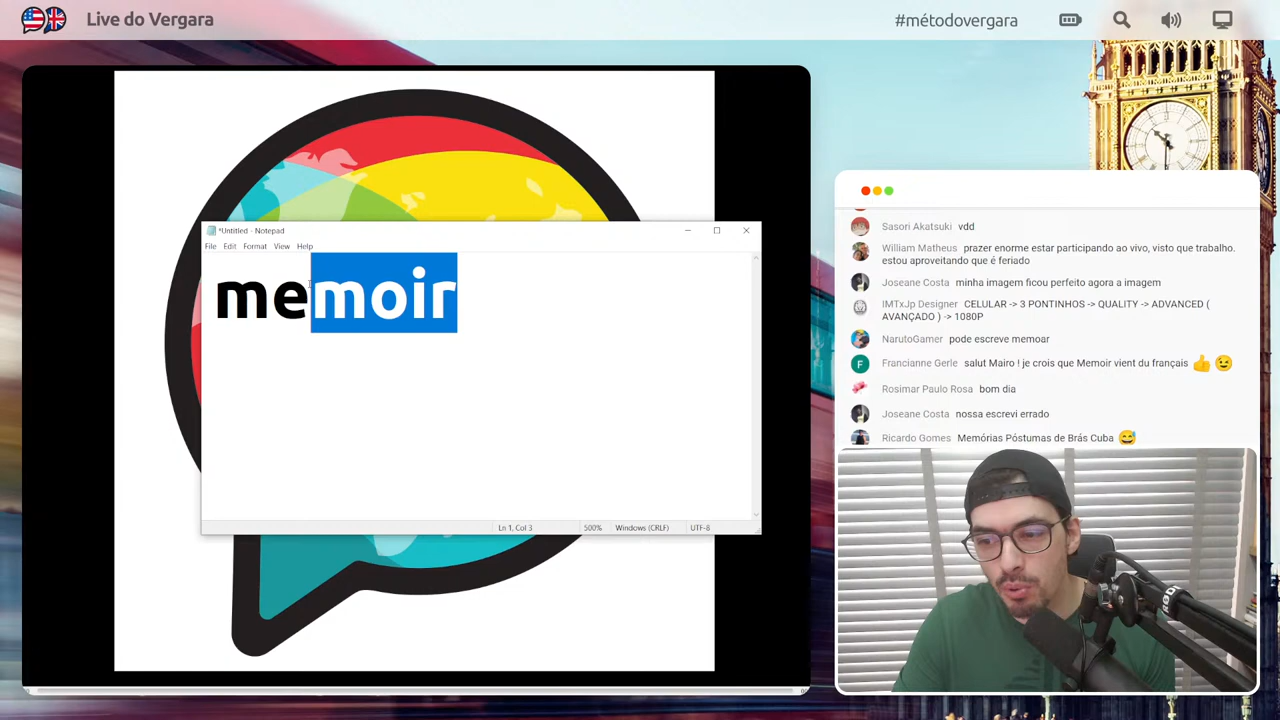 Live do Vergara
#métodovergara
*Untitled - Notepad
File Edit Format View Help
memoir
Ln 1, Col 3 500% Windows (CRLF) UTF-8
Sasori Akatsuki vdd
William Matheus prazer enorme estar participando ao vivo, visto que trabalho.
estou aproveitando que é feriado
Joseane Costa minha imagem ficou perfeito agora a imagem
IMTxJp Designer CELULAR -> 3 PONTINHOS -> QUALITY -> ADVANCED (
AVANÇADO ) -> 1080P
NarutoGamer pode escreve memoar
Francianne Gerle salut Mairo ! je crois que Memoir vient du français
Rosimar Paulo Rosa bom dia
Joseane Costa nossa escrevi errado
Ricardo Gomes Memórias Póstumas de Brás Cuba